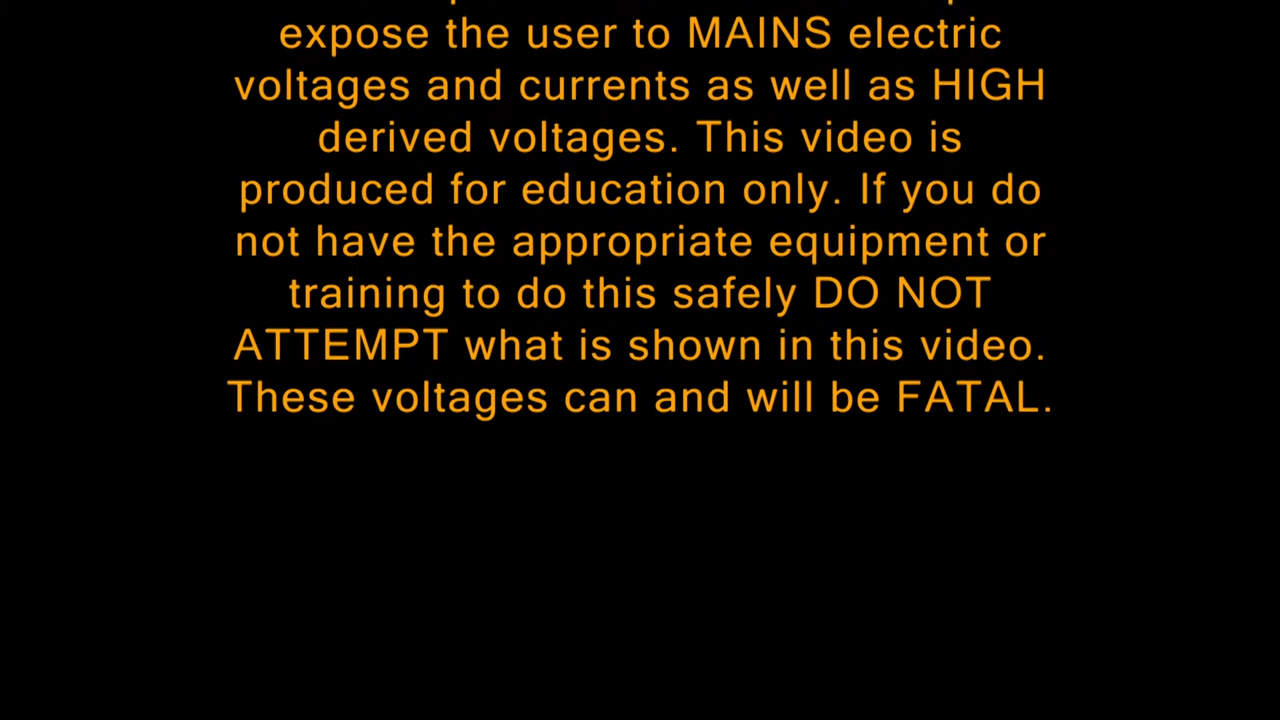 expose the user to MAINS electric
voltages and currents as well as HIGH
derived voltages. This video is
produced for education only. If you do
not have the appropriate equipment or
training to do this safely DO NOT
ATTEMPT what is shown in this video.
These voltages can and will be FATAL.